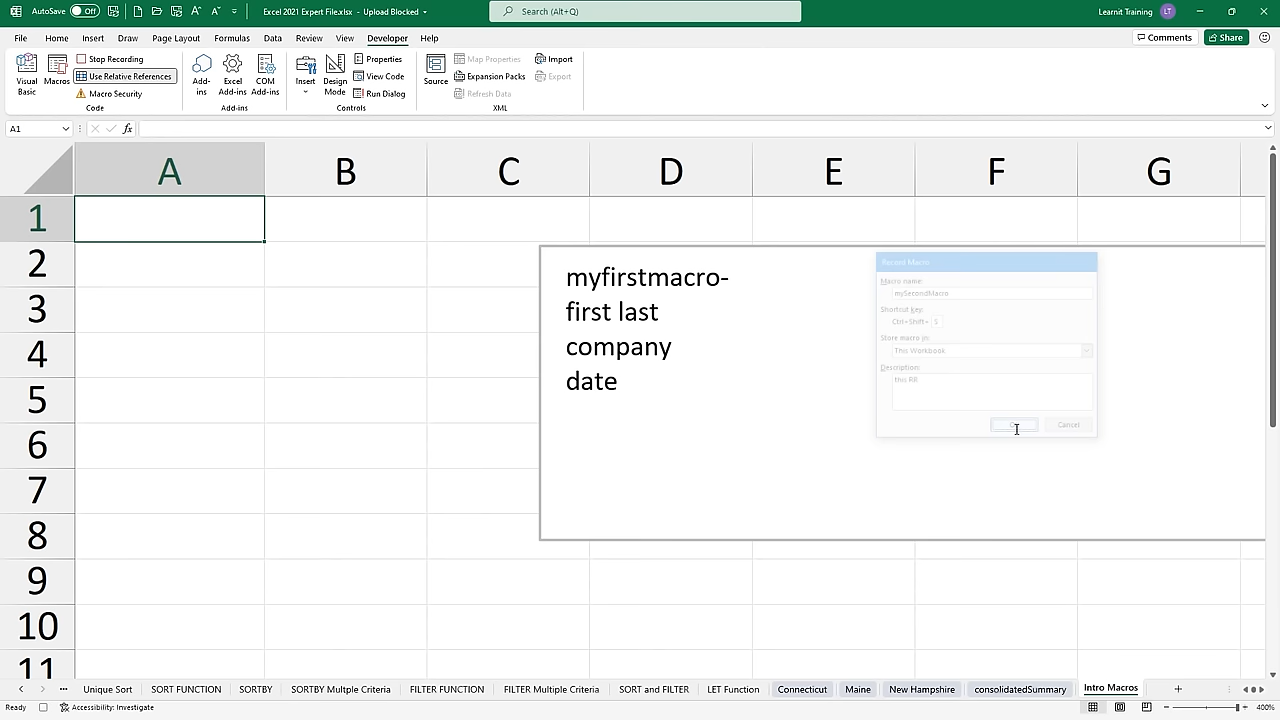 AutoSave Off
Excel 2021 Expert File.xlsx - Upload Blocked
Search (Alt+Q)
Learnit Training LT
File Home Insert Draw Page Layout Formulas Data Review View Developer Help
Comments Share
Visual Basic
Macros
Stop Recording
Use Relative References
Macro Security
Code
Add-ins
Excel Add-ins
COM Add-ins
Add-ins
Insert
Design Mode
Properties
View Code
Run Dialog
Controls
Source
Map Properties
Expansion Packs
Refresh Data
Import
Export
XML
A1
fx
A B C D E F G
1
2
3
4
5
6
7
8
9
10
11
myfirstmacro-
first last
company
date
Record Macro
Macro name:
mySecondMacro
Shortcut key:
Ctrl+Shift+ S
Store macro in:
This Workbook
Description:
this RR
Cancel
Unique Sort SORT FUNCTION SORTBY SORTBY Multple Criteria FILTER FUNCTION FILTER Multiple Criteria SORT and FILTER LET Function Connecticut Maine New Hampshire consolidatedSummary Intro Macros
Ready
Accessibility: Investigate
400%